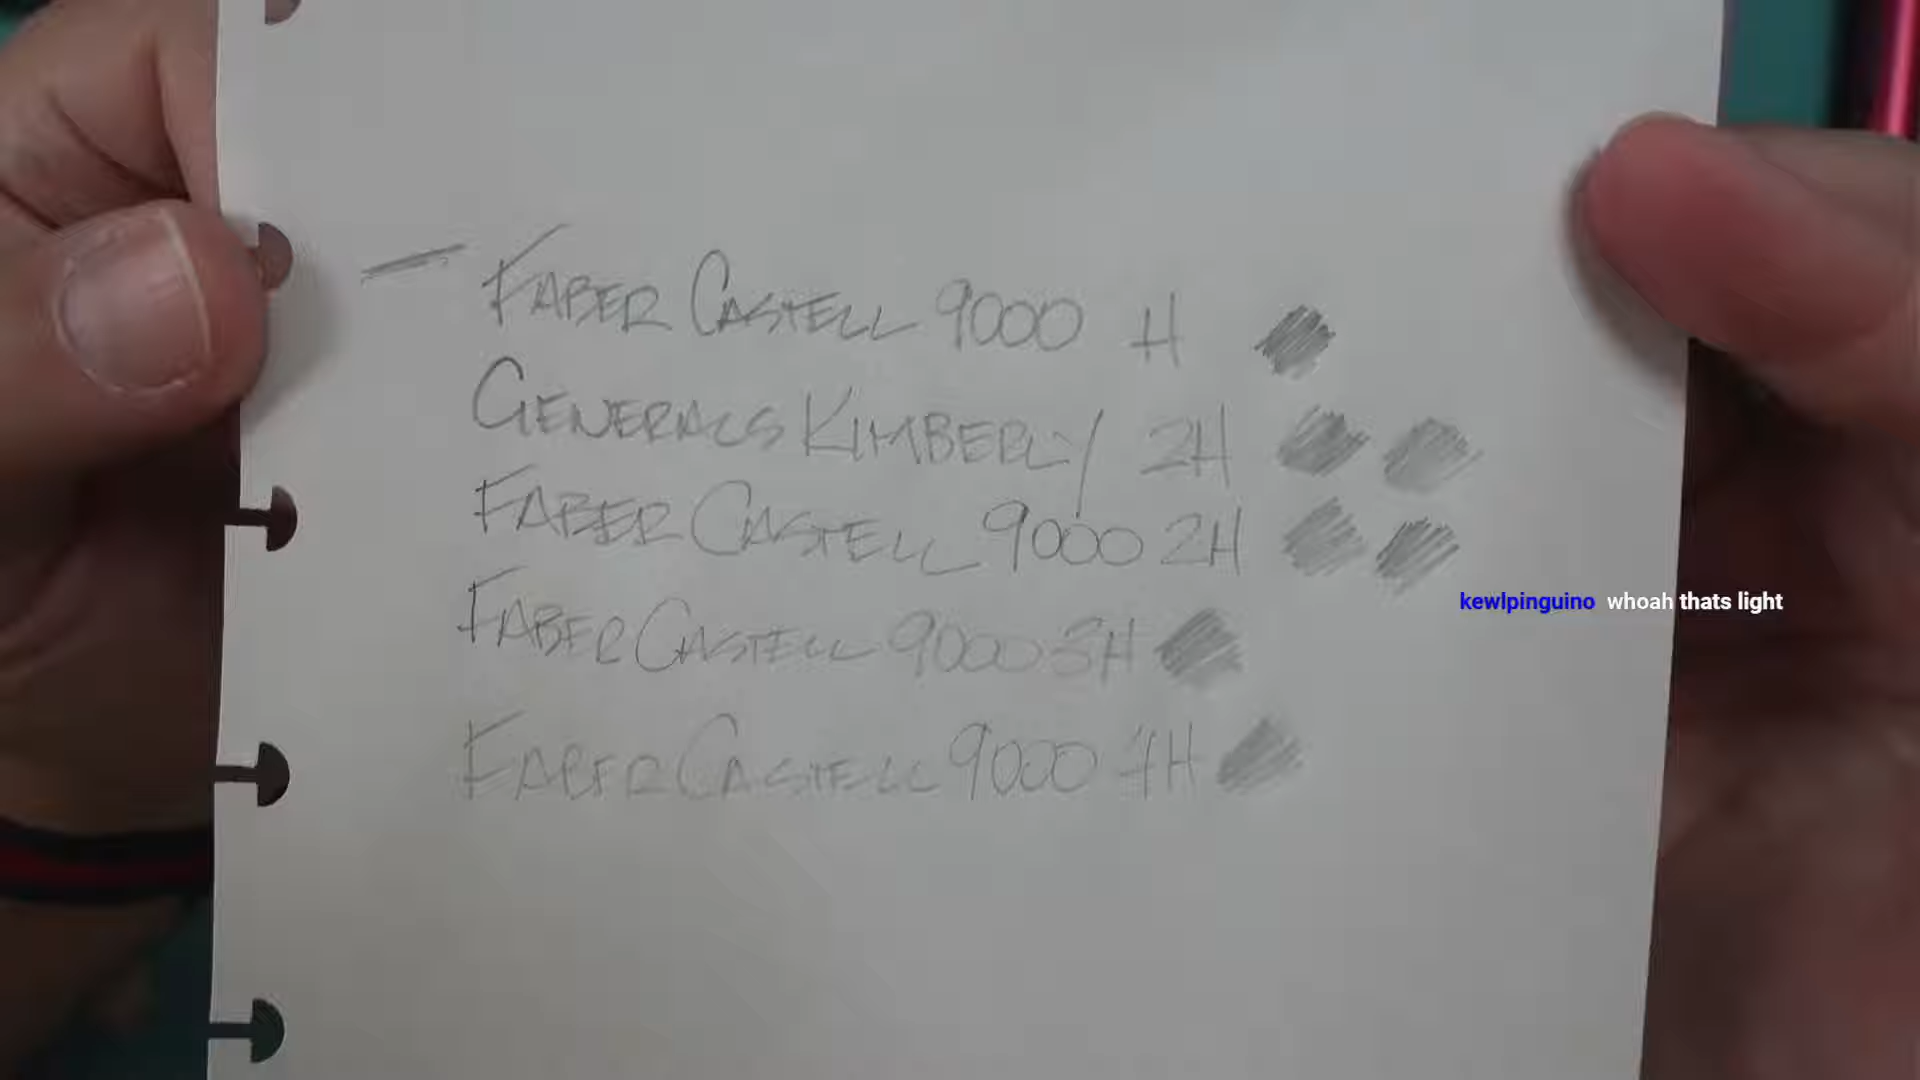 FABER CASTELL 9000 H
GENERALS KIMBERLY 2H
FABER CASTELL 9000 2H
FABER CASTELL 9000 3H
FABER CASTELL 9000 4H
kewlpinguino whoah thats light